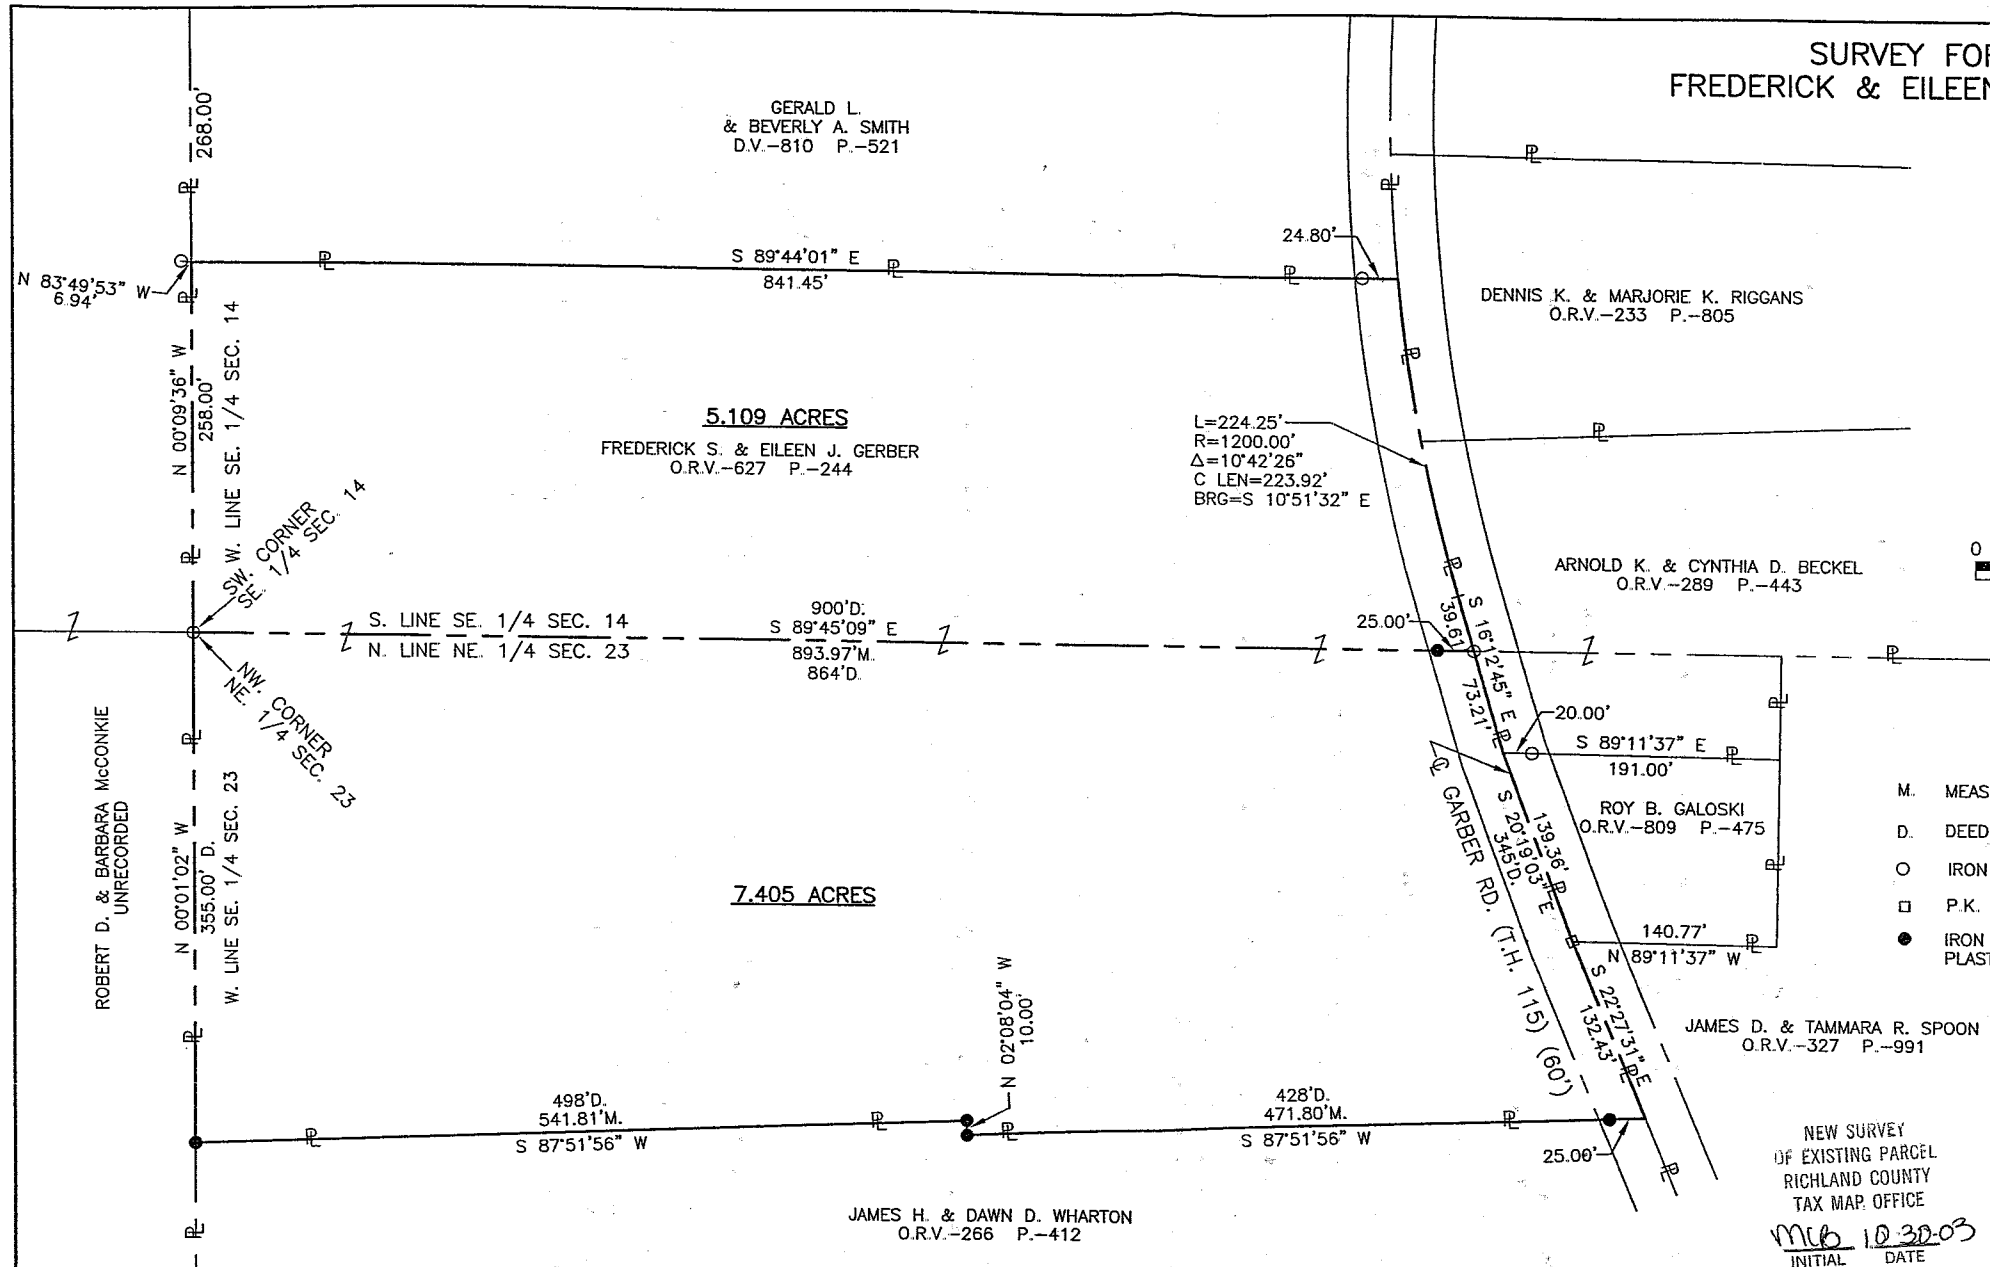 SURVEY FOR
FREDERICK & EILEEN
268.00'
GERALD L.
& BEVERLY A. SMITH
D.V.-810 P.-521
24.80'
S 89°44'01" E
841.45'
N 83°49'53" W
6.94'
DENNIS K. & MARJORIE K. RIGGANS
O.R.V.-233 P.-805
N 00°09'36" W
258.00'
W. LINE SE. 1/4 SEC. 14
5.109 ACRES
FREDERICK S. & EILEEN J. GERBER
O.R.V.-627 P.-244
L=224.25'
R=1200.00'
Δ=10°42'26"
C LEN=223.92'
BRG=S 10°51'32" E
SW. CORNER
SE. 1/4 SEC. 14
ARNOLD K. & CYNTHIA D. BECKEL
O.R.V.-289 P.-443
0
S. LINE SE. 1/4 SEC. 14
N. LINE NE. 1/4 SEC. 23
900'D.
S 89°45'09" E
893.97'M.
864'D.
25.00'
39.61'
S 16°12'45" E
73.21'
NW. CORNER
NE. 1/4 SEC. 23
20.00'
S 89°11'37" E
191.00'
ROY B. GALOSKI
O.R.V.-809 P.-475
ROBERT D. & BARBARA McCONKIE
UNRECORDED
N 00°01'02" W
355.00' D.
W. LINE SE. 1/4 SEC. 23
7.405 ACRES
℄ GARBER RD. (T.H. 115) (60')
139.36'
S 20°19'03" E
345'D.
140.77'
N 89°11'37" W
M. MEAS
D. DEED
IRON
P.K.
IRON
PLAST
S 22°27'31" E
132.43'
JAMES D. & TAMMARA R. SPOON
O.R.V.-327 P.-991
N 02°08'04" W
10.00'
498'D.
541.81'M.
S 87°51'56" W
428'D.
471.80'M.
S 87°51'56" W
25.00'
JAMES H. & DAWN D. WHARTON
O.R.V.-266 P.-412
NEW SURVEY
OF EXISTING PARCEL
RICHLAND COUNTY
TAX MAP OFFICE
MCB 10-30-03
INITIAL DATE